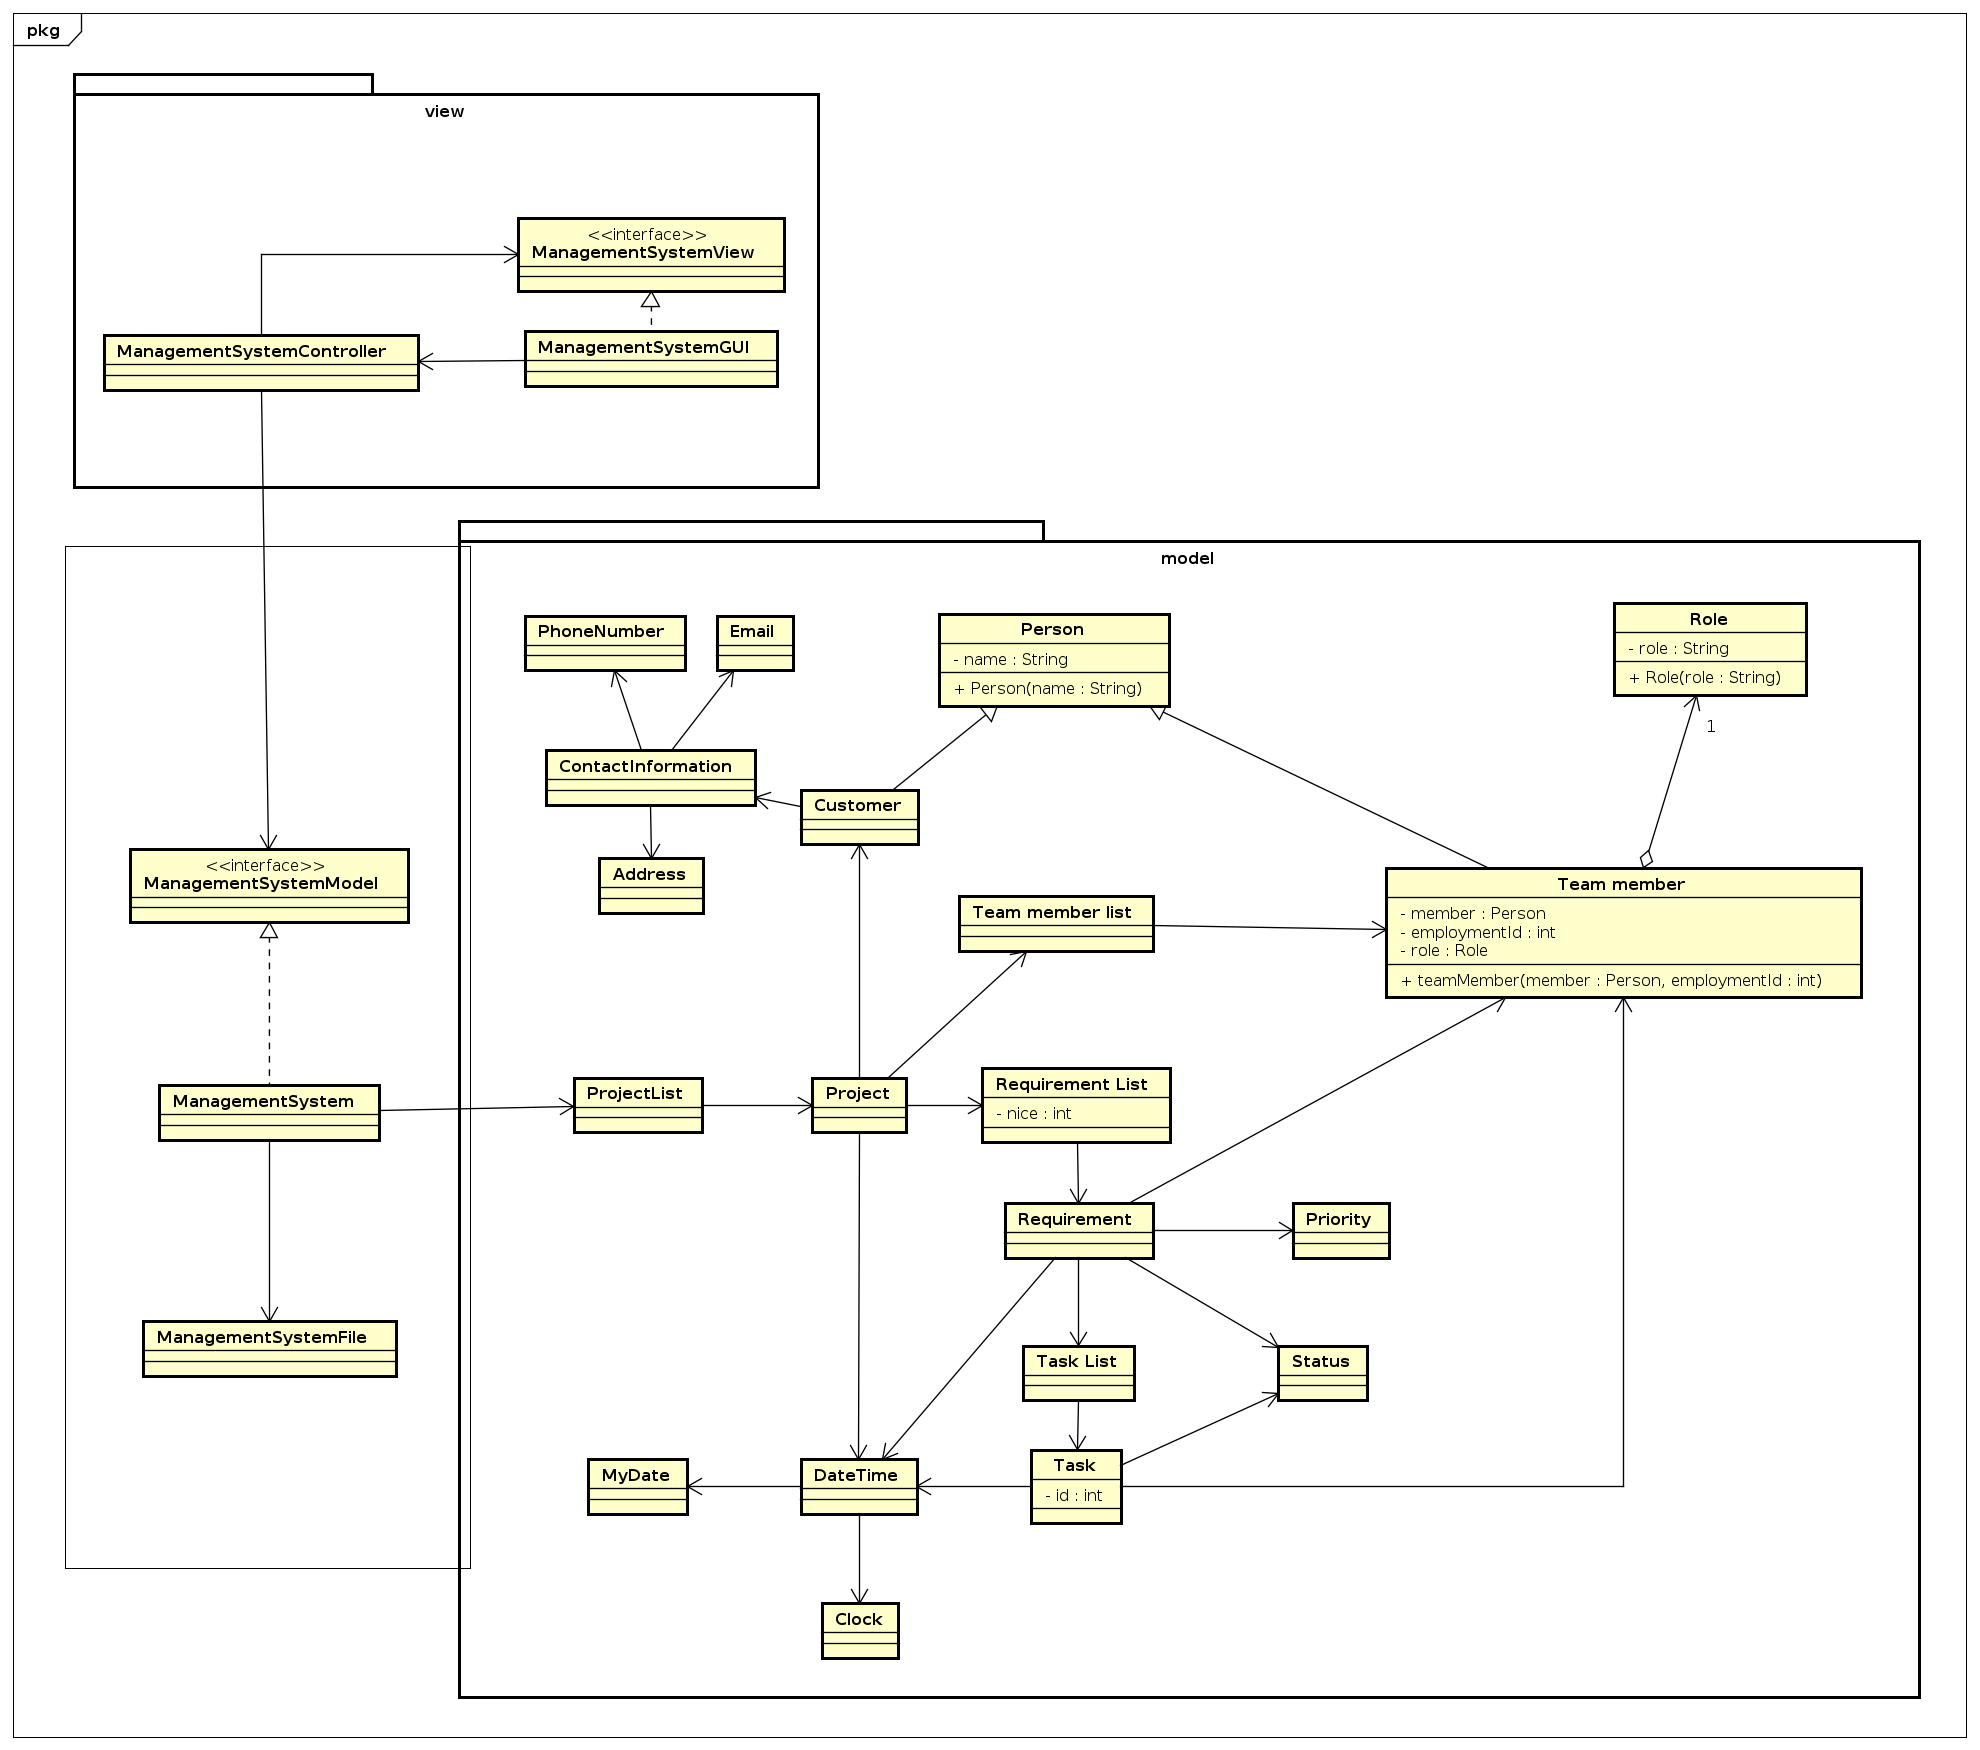 pkg
view
<<interface>>
ManagementSystemView
ManagementSystemController
ManagementSystemGUI
model
PhoneNumber
Email
Person
- name : String
+ Person(name : String)
Role
- role : String
+ Role(role : String)
1
ContactInformation
Customer
Address
<<interface>>
ManagementSystemModel
Team member list
Team member
- member : Person
- employmentId : int
- role : Role
+ teamMember(member : Person, employmentId : int)
ManagementSystem
ProjectList
Project
Requirement List
- nice : int
Requirement
Priority
ManagementSystemFile
Task List
Status
MyDate
DateTime
Task
- id : int
Clock